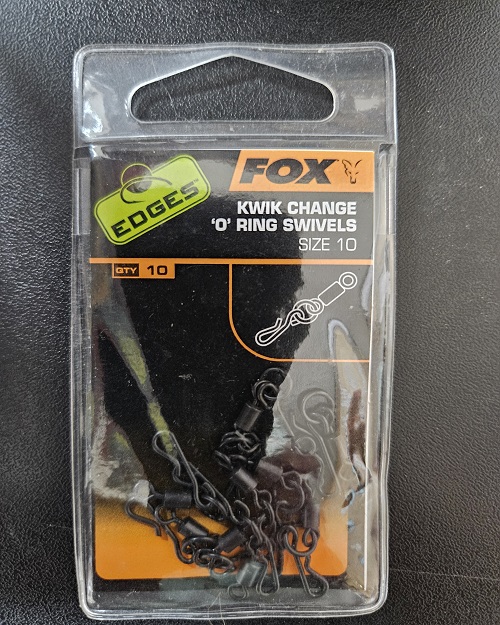 EDGES
FOX
KWIK CHANGE
‘O’ RING SWIVELS
SIZE 10
QTY 10